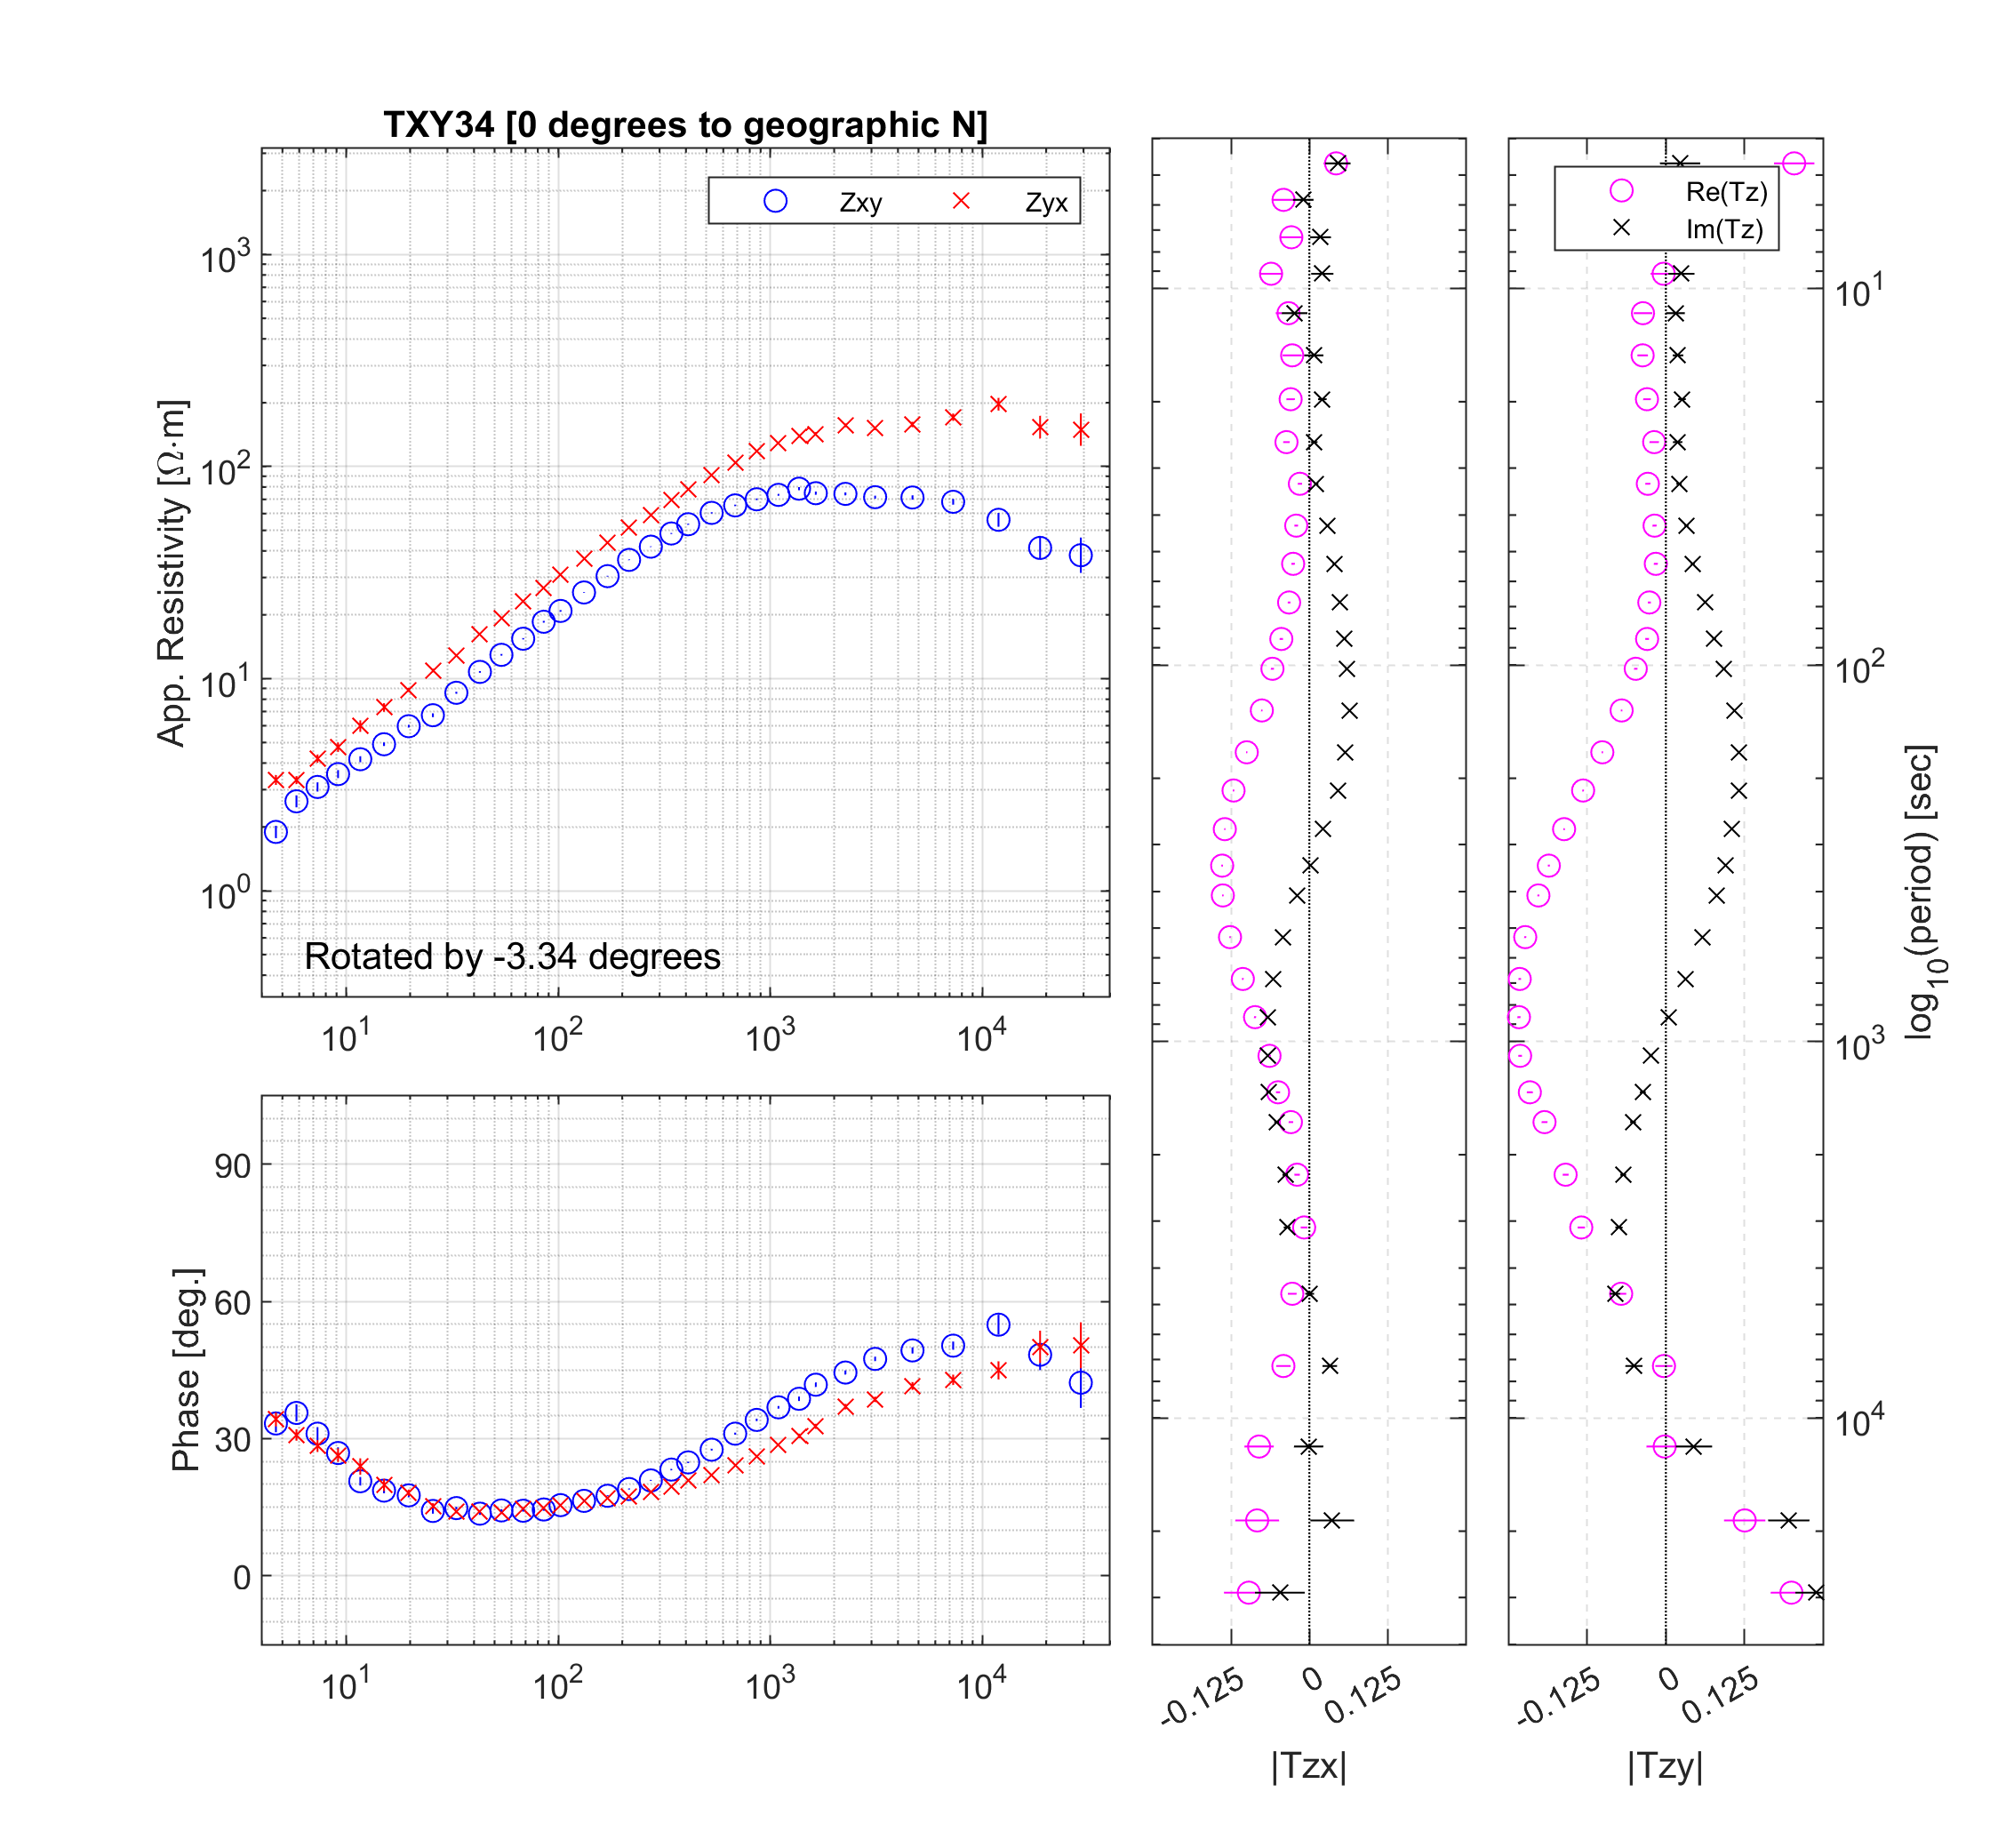 TXY34 [0 degrees to geographic N]
Zxy Zyx
App. Resistivity [Ω·m]
10^3
10^2
10^1
10^0
Rotated by -3.34 degrees
10^1 10^2 10^3 10^4
Phase [deg.]
90
60
30
0
10^1 10^2 10^3 10^4
-0.125 0 0.125
|Tzx|
Re(Tz)
Im(Tz)
-0.125 0 0.125
|Tzy|
10^1
10^2
10^3
10^4
log10(period) [sec]